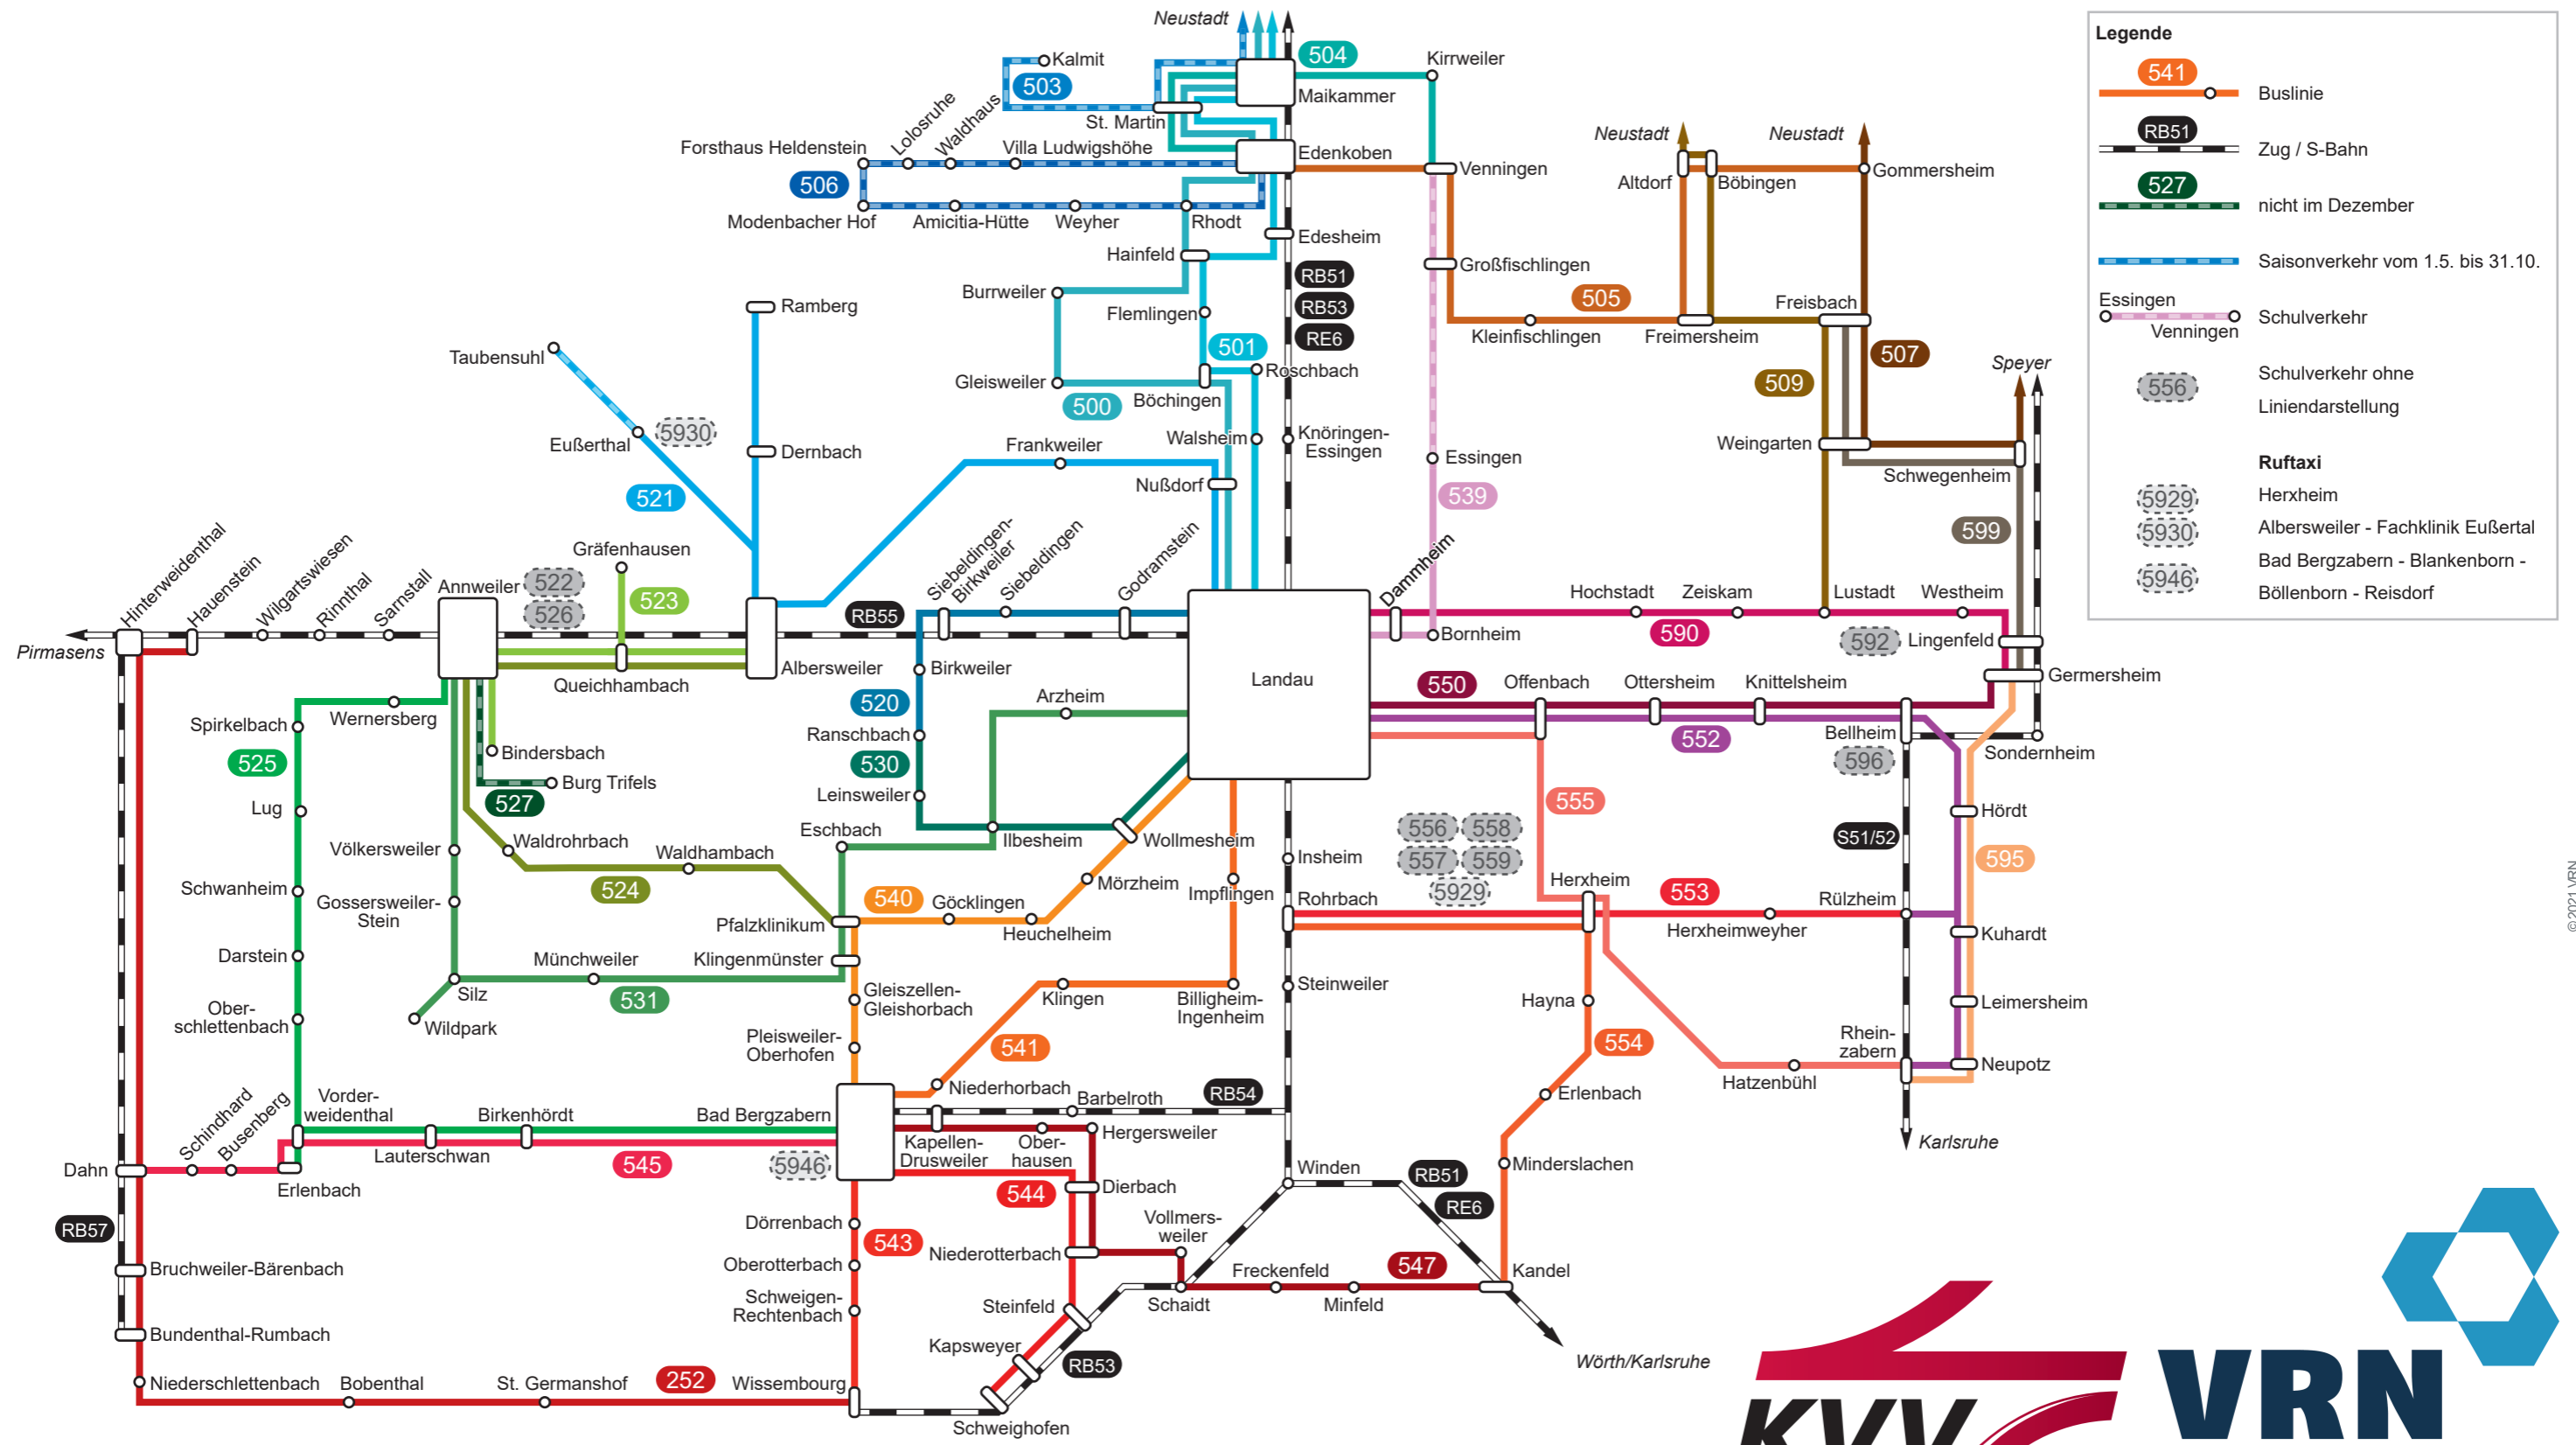 Neustadt
504
Kirrweiler
Kalmit
503
Maikammer
St. Martin
Lolosruhe
Waldhaus
Forsthaus Heldenstein
Villa Ludwigshöhe
Edenkoben
Venningen
506
Modenbacher Hof
Amicitia-Hütte
Weyher
Rhodt
Neustadt
Neustadt
Altdorf
Böbingen
Gommersheim
Hainfeld
Edesheim
Großfischlingen
RB51
RB53
RE6
505
Freisbach
Burrweiler
Flemlingen
Kleinfischlingen
Freimersheim
Ramberg
Taubensuhl
501
Roschbach
507
509
Speyer
Gleisweiler
500
Böchingen
Eußerthal
5930
Dernbach
Frankweiler
Walsheim
Knöringen-
Essingen
Essingen
Weingarten
Schwegenheim
521
Nußdorf
539
599
Hinterweidenthal
Hauenstein
Wilgartswiesen
Rinnthal
Sarnstall
Annweiler
522
526
Gräfenhausen
523
RB55
Siebeldingen-
Birkweiler
Siebeldingen
Godramstein
Dammheim
Bornheim
Hochstadt
Zeiskam
Lustadt
Westheim
590
592
Lingenfeld
Pirmasens
Queichhambach
Albersweiler
Birkweiler
Landau
550
Offenbach
Ottersheim
Knittelsheim
Germersheim
Wernersberg
Spirkelbach
520
Arzheim
Ranschbach
552
Bellheim
Sondernheim
525
Bindersbach
Burg Trifels
527
530
Leinsweiler
596
Lug
555
Hördt
Eschbach
Ilbesheim
Wollmesheim
556
558
557
559
5929
S51/52
Völkersweiler
Waldrohrbach
Waldhambach
Insheim
595
Schwanheim
524
540
Göcklingen
Mörzheim
Impflingen
Herxheim
553
Rülzheim
Gossersweiler-
Stein
Pfalzklinikum
Heuchelheim
Rohrbach
Herxheimweyher
Kuhardt
Darstein
Münchweiler
Klingenmünster
Silz
531
Gleiszellen-
Gleishorbach
Klingen
Billigheim-
Ingenheim
Steinweiler
Hayna
Leimersheim
Ober-
schlettenbach
Wildpark
Pleisweiler-
Oberhofen
541
554
Rhein-
zabern
Neupotz
Hatzenbühl
Niederhorbach
Barbelroth
RB54
Erlenbach
Karlsruhe
Schindhard
Busenberg
Vorder-
weidenthal
Birkenhördt
Bad Bergzabern
Kapellen-
Drusweiler
Ober-
hausen
Hergersweiler
Dahn
Lauterschwan
545
5946
Erlenbach
544
Dierbach
Winden
RB51
RE6
Minderslachen
RB57
Dörrenbach
543
Vollmers-
weiler
Niederotterbach
Oberotterbach
Bruchweiler-Bärenbach
Freckenfeld
547
Kandel
Schweigen-
Rechtenbach
Steinfeld
Schaidt
Minfeld
Bundenthal-Rumbach
Kapsweyer
RB53
Wörth/Karlsruhe
Niederschlettenbach
Bobenthal
St. Germanshof
252
Wissembourg
Schweighofen
Legende
541
Buslinie
RB51
Zug / S-Bahn
527
nicht im Dezember
Saisonverkehr vom 1.5. bis 31.10.
Essingen
Venningen
Schulverkehr
556
Schulverkehr ohne
Liniendarstellung
Ruftaxi
5929
Herxheim
5930
Albersweiler - Fachklinik Eußertal
5946
Bad Bergzabern - Blankenborn -
Böllenborn - Reisdorf
©2021 VRN
KVV
VRN